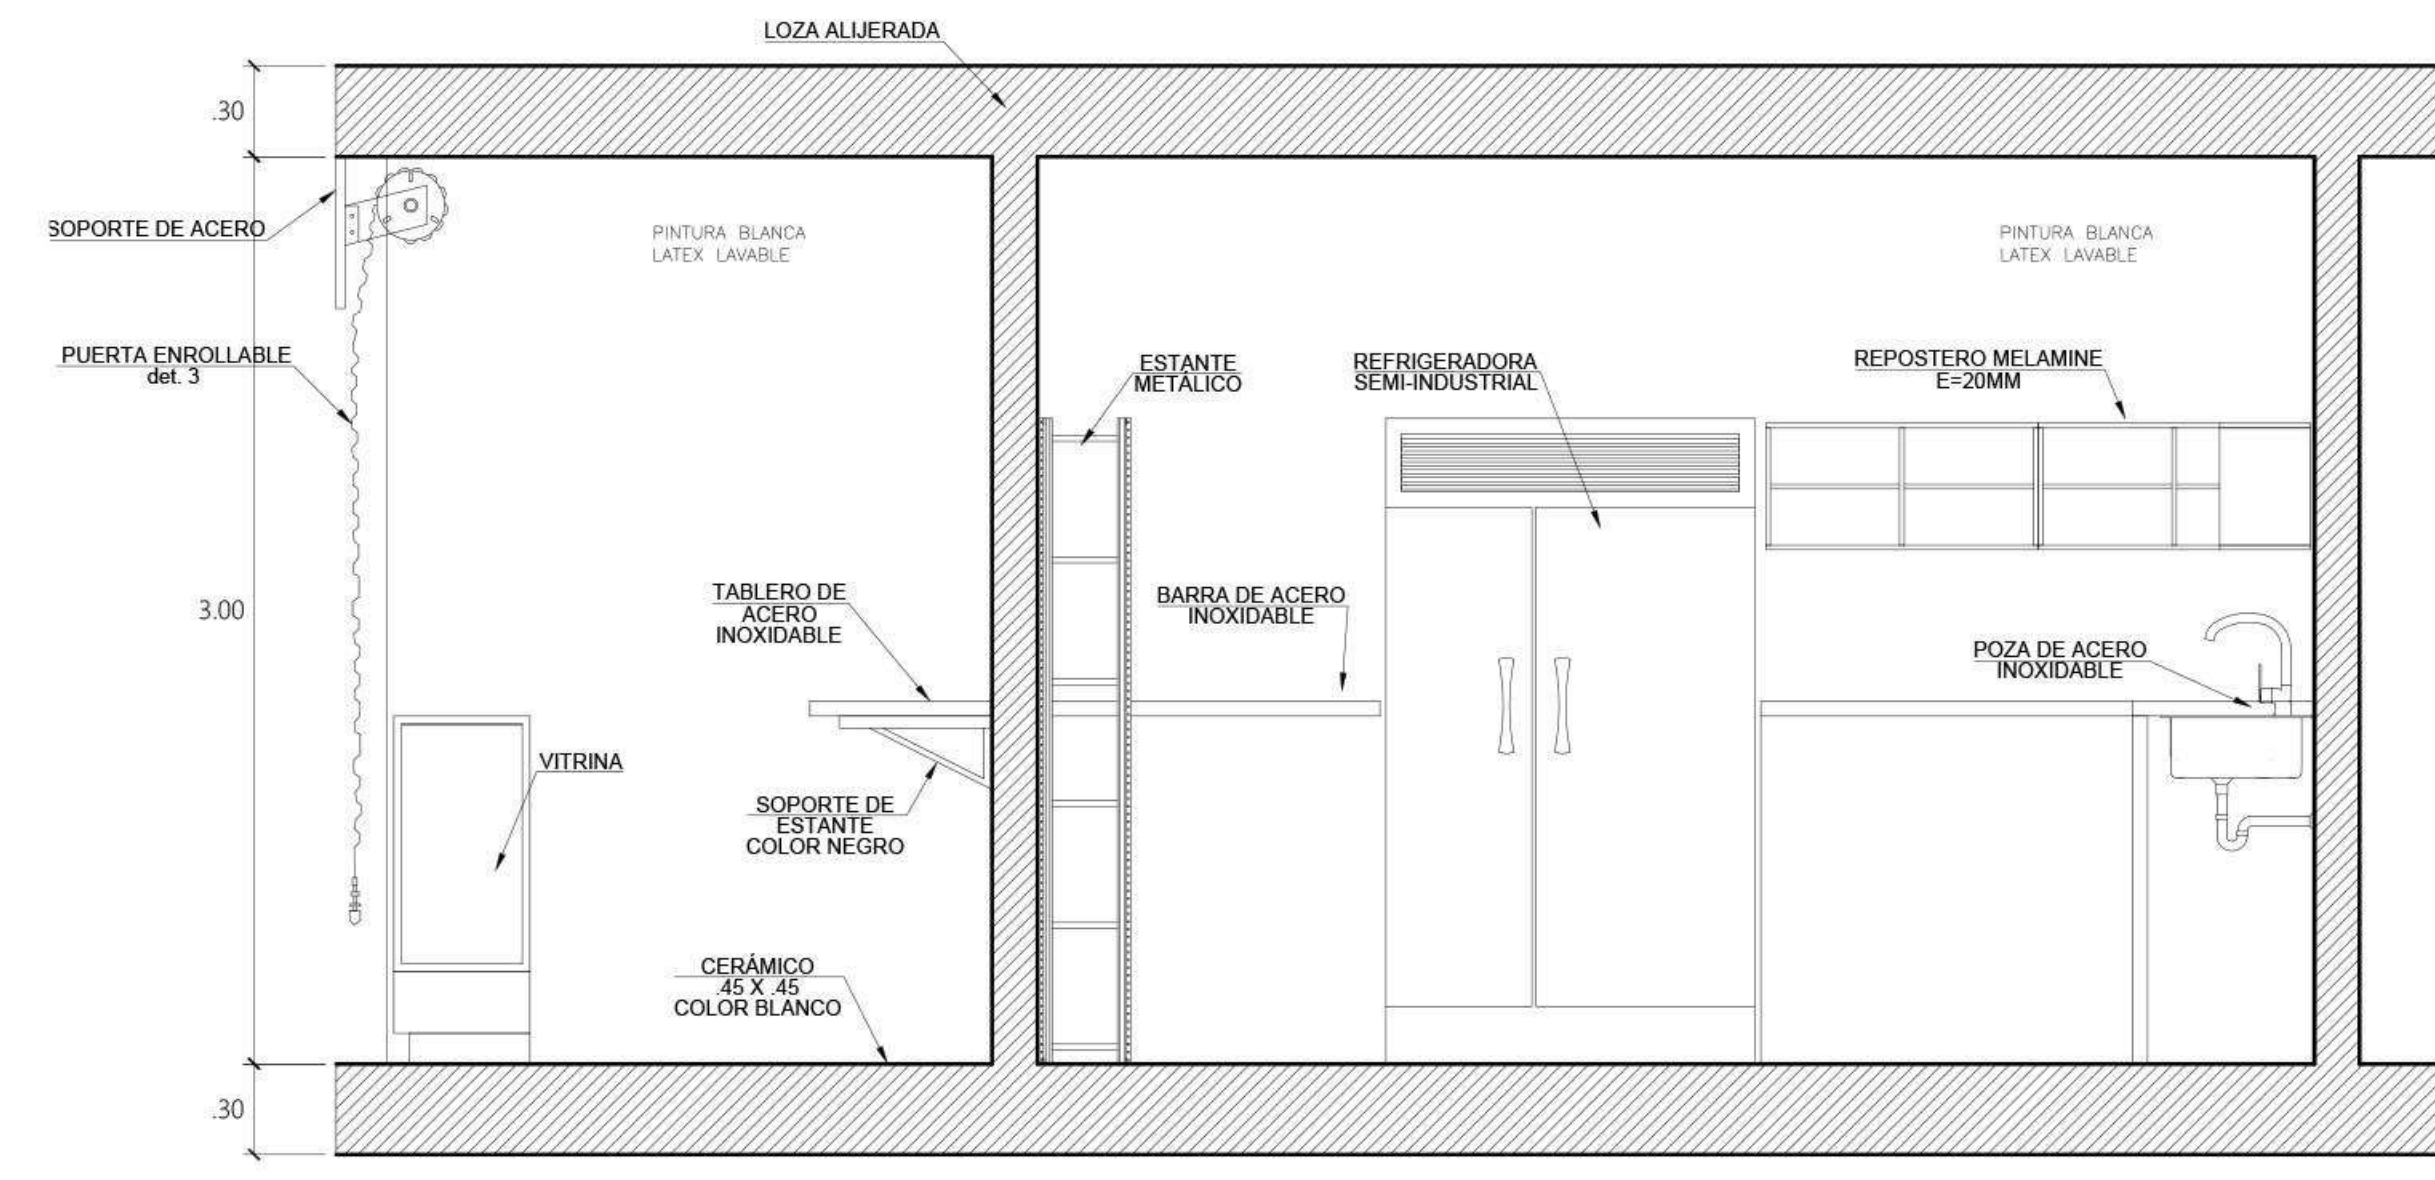 LOZA ALIJERADA
.30
SOPORTE DE ACERO
PINTURA BLANCA
LATEX LAVABLE
PINTURA BLANCA
LATEX LAVABLE
PUERTA ENROLLABLE
det. 3
ESTANTE
METÁLICO
REFRIGERADORA
SEMI-INDUSTRIAL
REPOSTERO MELAMINE
E=20MM
3.00
TABLERO DE
ACERO
INOXIDABLE
BARRA DE ACERO
INOXIDABLE
POZA DE ACERO
INOXIDABLE
VITRINA
SOPORTE DE
ESTANTE
COLOR NEGRO
CERÁMICO
.45 X .45
COLOR BLANCO
.30